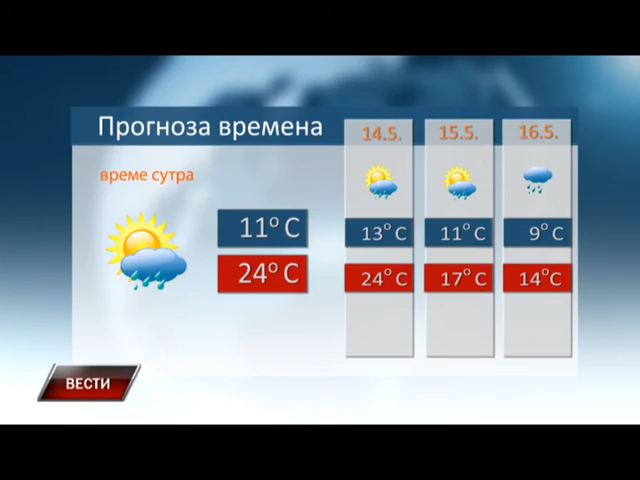 Прогноза времена
време сутра
11° C
24° C
14.5.
13° C
24° C
15.5.
11° C
17° C
16.5.
9° C
14°C
ВЕСТИ